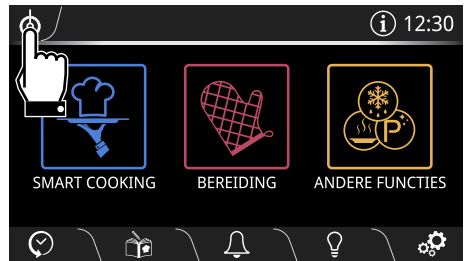 12:30
SMART COOKING
BEREIDING
ANDERE FUNCTIES
P